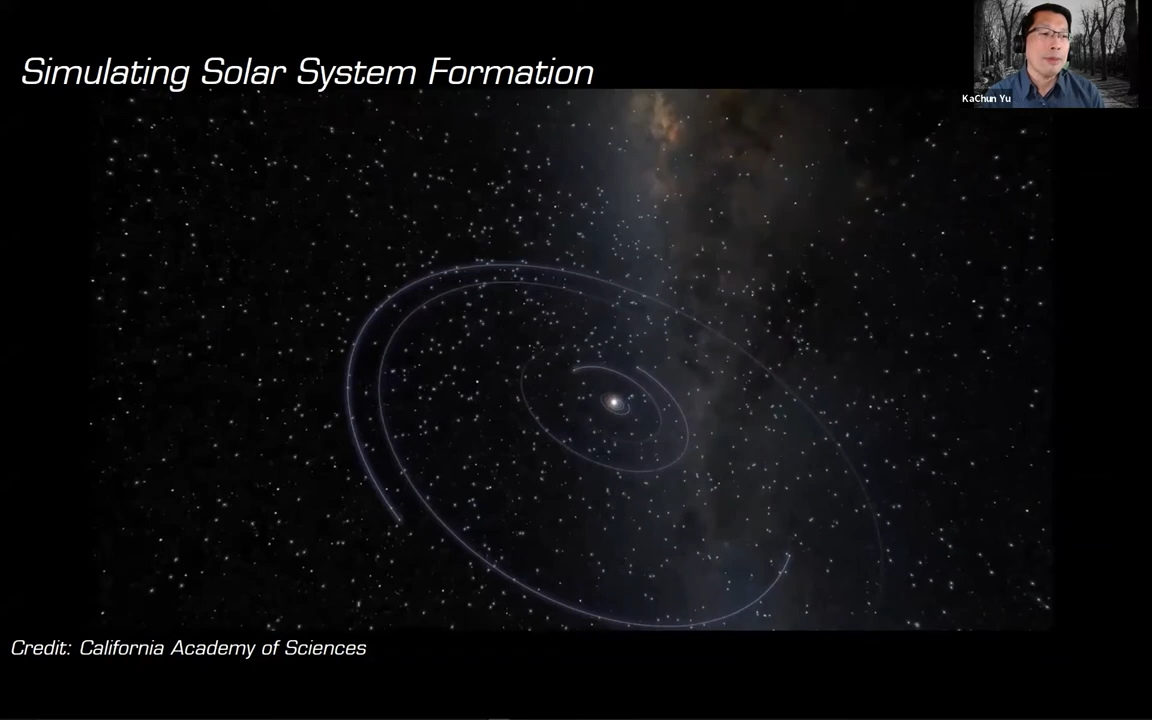 Simulating Solar System Formation
KaChun Yu
Credit: California Academy of Sciences